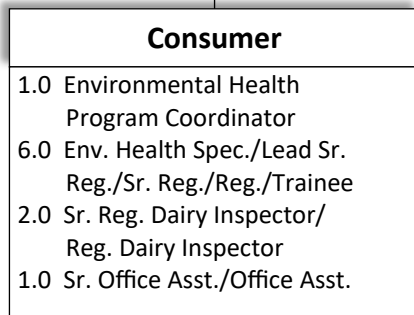 Consumer
1.0 Environmental Health
Program Coordinator
6.0 Env. Health Spec./Lead Sr.
Reg./Sr. Reg./Reg./Trainee
2.0 Sr. Reg. Dairy Inspector/
Reg. Dairy Inspector
1.0 Sr. Office Asst./Office Asst.